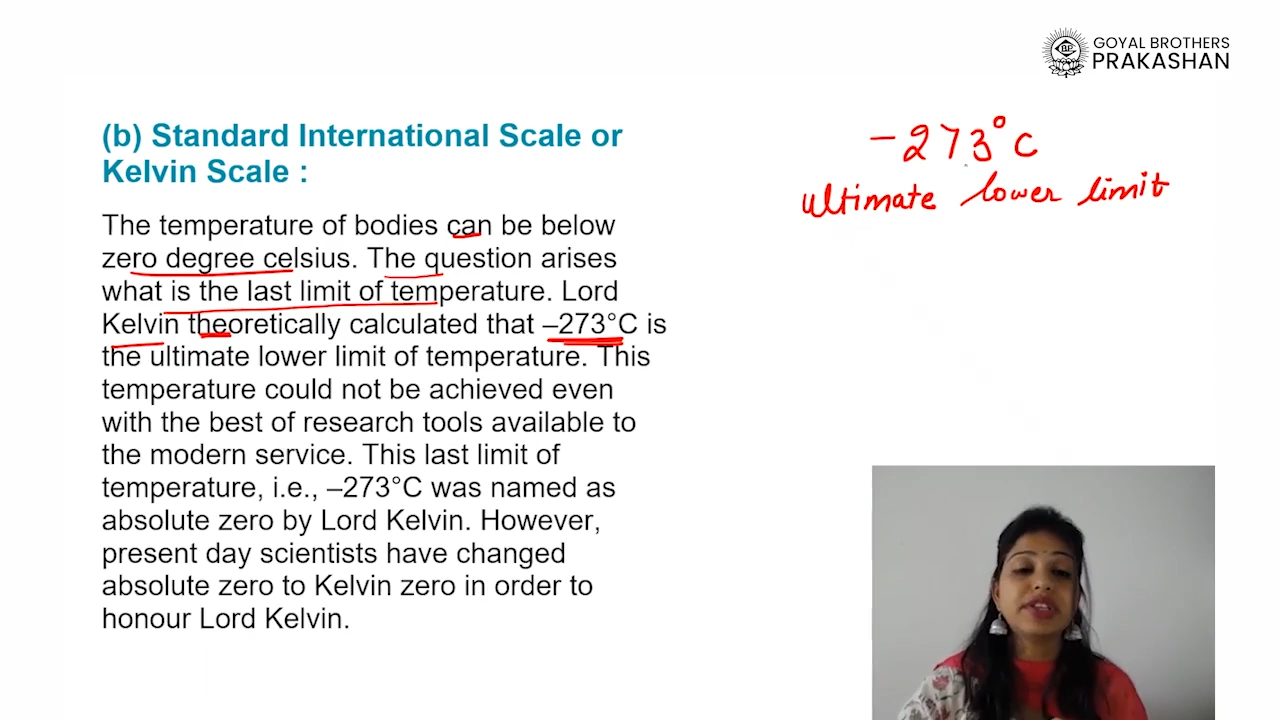 GOYAL BROTHERS
PRAKASHAN
(b) Standard International Scale or
Kelvin Scale :
The temperature of bodies can be below
zero degree celsius. The question arises
what is the last limit of temperature. Lord
Kelvin theoretically calculated that –273°C is
the ultimate lower limit of temperature. This
temperature could not be achieved even
with the best of research tools available to
the modern service. This last limit of
temperature, i.e., –273°C was named as
absolute zero by Lord Kelvin. However,
present day scientists have changed
absolute zero to Kelvin zero in order to
honour Lord Kelvin.
-273°C
ultimate lower limit